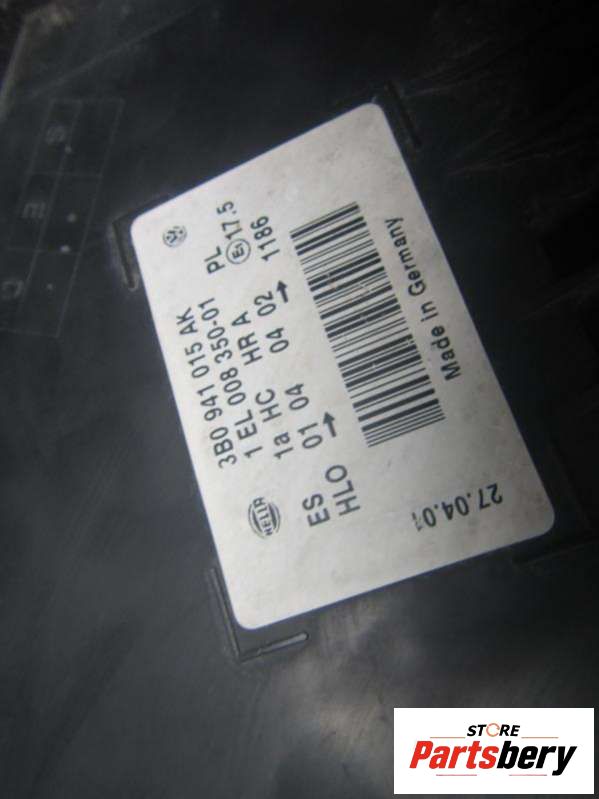 3B0 941 015 AK
1 EL 008 350-01 PL
1a HC HR A E1 17.5
01 04 04 02 1186
ES
HLO
HELLA
Made in Germany
27.04.01
STORE
Partsbery